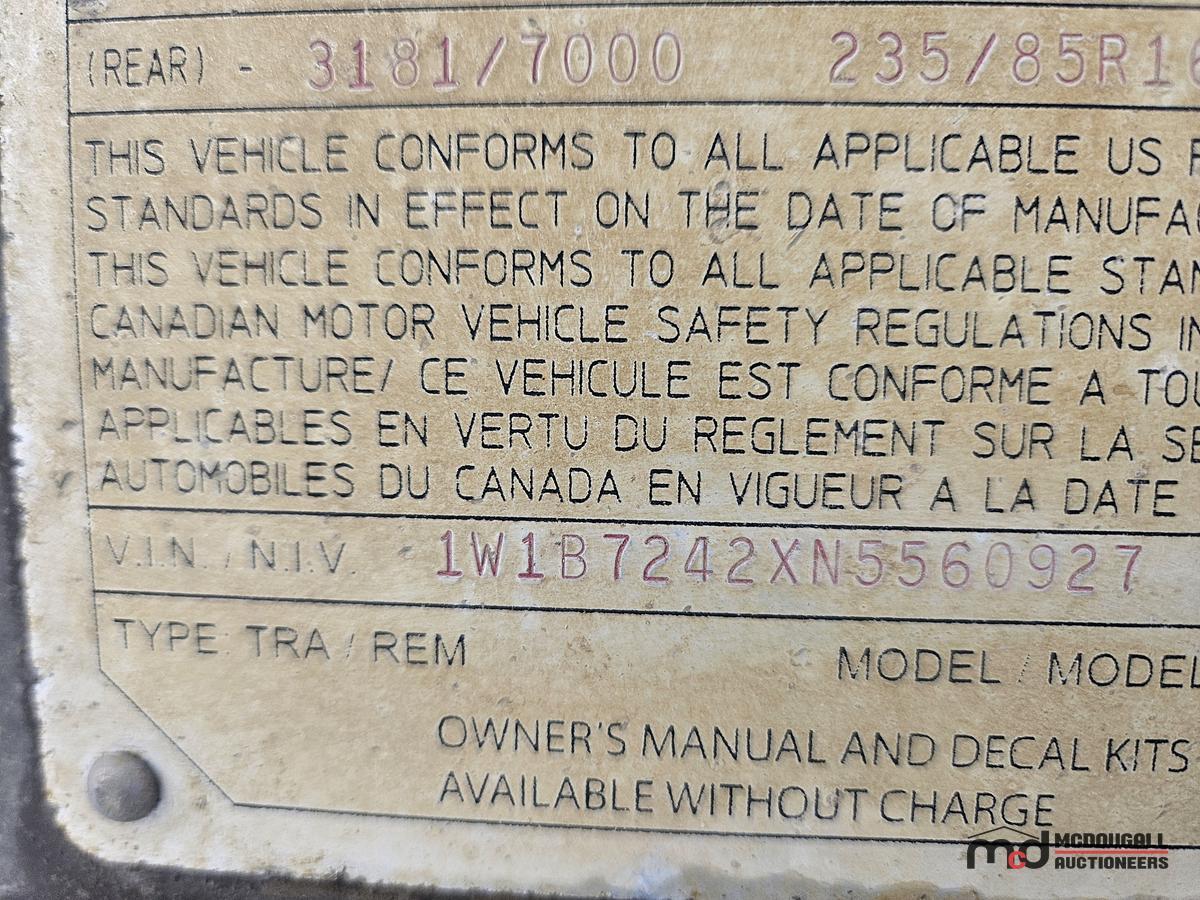 (REAR) - 3181/7000 235/85R16
THIS VEHICLE CONFORMS TO ALL APPLICABLE US
STANDARDS IN EFFECT ON THE DATE OF MANUFAC
THIS VEHICLE CONFORMS TO ALL APPLICABLE STAN
CANADIAN MOTOR VEHICLE SAFETY REGULATIONS IN
MANUFACTURE/ CE VEHICULE EST CONFORME A TOU
APPLICABLES EN VERTU DU REGLEMENT SUR LA SE
AUTOMOBILES DU CANADA EN VIGUEUR A LA DATE
V.I.N. / N.I.V. - 1W1B7242XN5560927
TYPE: TRA / REM MODEL / MODEL
OWNER'S MANUAL AND DECAL KITS
AVAILABLE WITHOUT CHARGE
mcd MCDOUGALL
AUCTIONEERS